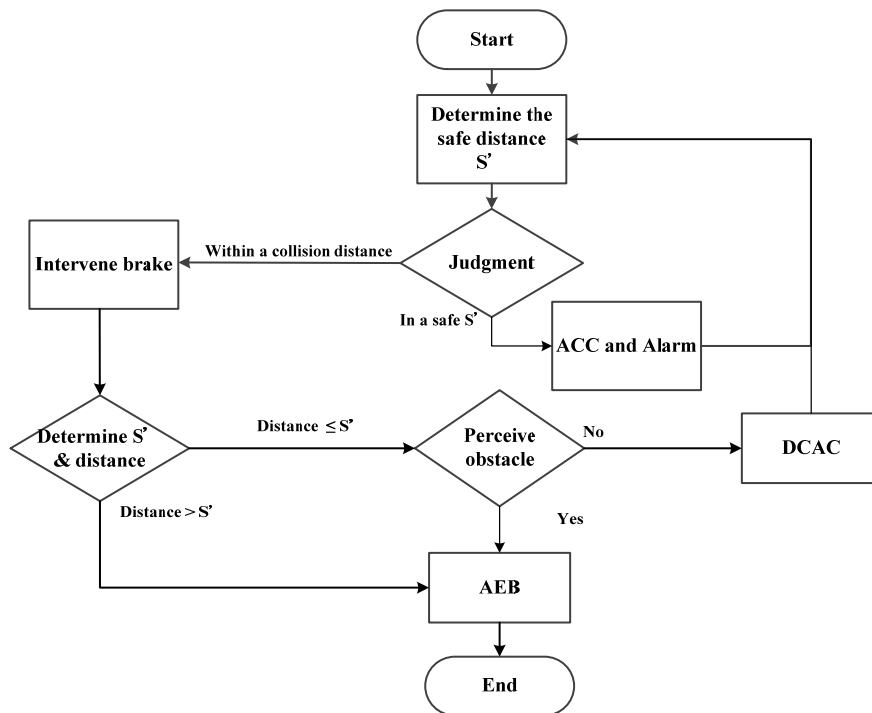 Start
Determine the
safe distance
S’
Within a collision distance
Judgment
Intervene brake
In a safe S’
ACC and Alarm
Distance ≤ S’
Determine S’
& distance
Perceive
obstacle
No
DCAC
Distance > S’
Yes
AEB
End